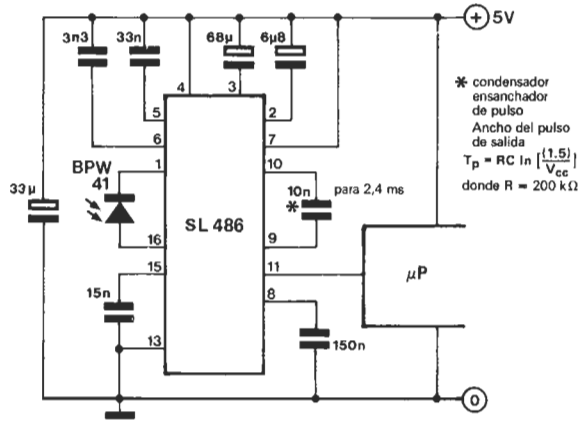 + 5V
3n3
33n
68µ
6µ8
4
3
5
2
6
7
1
10
BPW
41
33µ
SL 486
10n
*
para 2,4 ms
16
9
15
11
µP
15n
8
13
150n
0
* condensador
ensanchador
de pulso
Ancho del pulso
de salida
Tp = RC ln [(1.5)/Vcc]
donde R = 200 kΩ